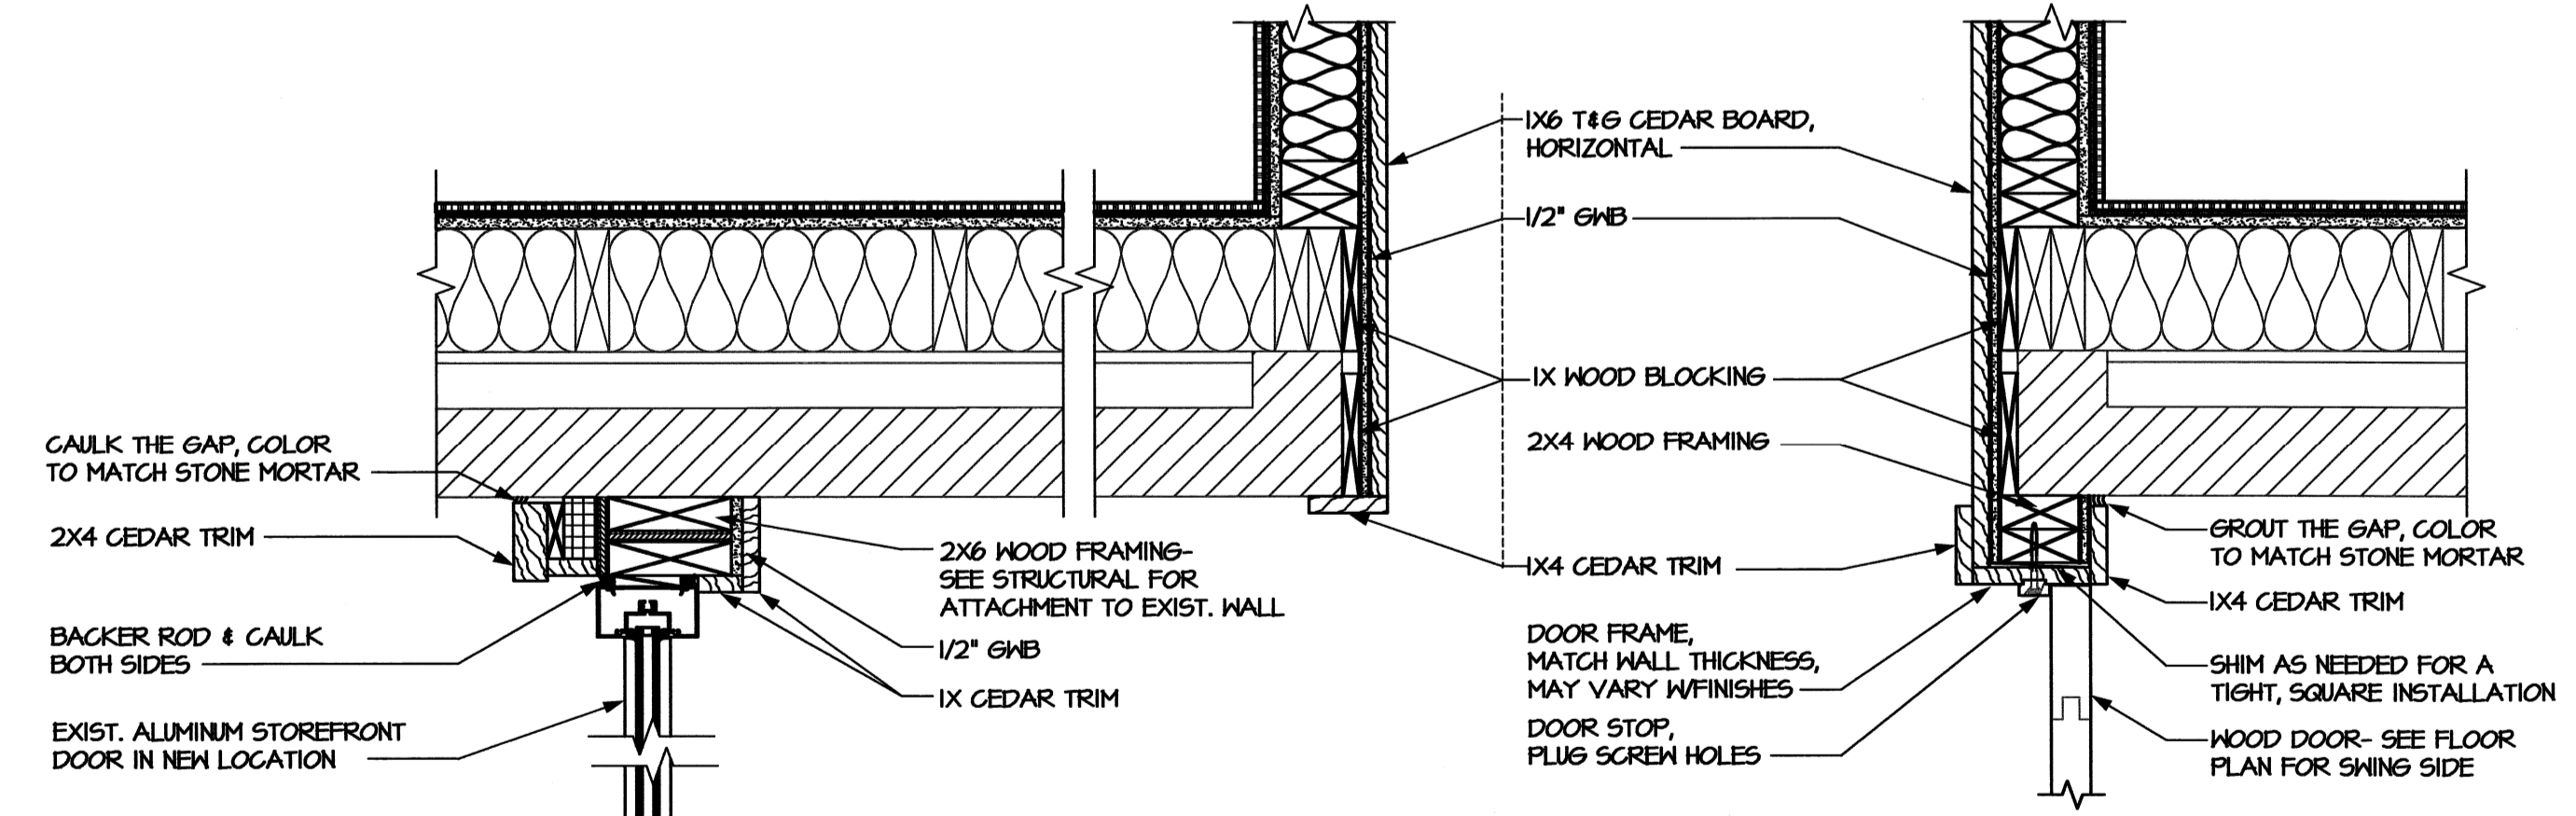 CAULK THE GAP, COLOR
TO MATCH STONE MORTAR
2X4 CEDAR TRIM
BACKER ROD & CAULK
BOTH SIDES
EXIST. ALUMINUM STOREFRONT
DOOR IN NEW LOCATION
2X6 WOOD FRAMING-
SEE STRUCTURAL FOR
ATTACHMENT TO EXIST. WALL
1/2" GWB
1X CEDAR TRIM
1X6 T&G CEDAR BOARD,
HORIZONTAL
1/2" GWB
1X WOOD BLOCKING
2X4 WOOD FRAMING
1X4 CEDAR TRIM
DOOR FRAME,
MATCH WALL THICKNESS,
MAY VARY W/FINISHES
DOOR STOP,
PLUG SCREW HOLES
GROUT THE GAP, COLOR
TO MATCH STONE MORTAR
1X4 CEDAR TRIM
SHIM AS NEEDED FOR A
TIGHT, SQUARE INSTALLATION
WOOD DOOR- SEE FLOOR
PLAN FOR SWING SIDE